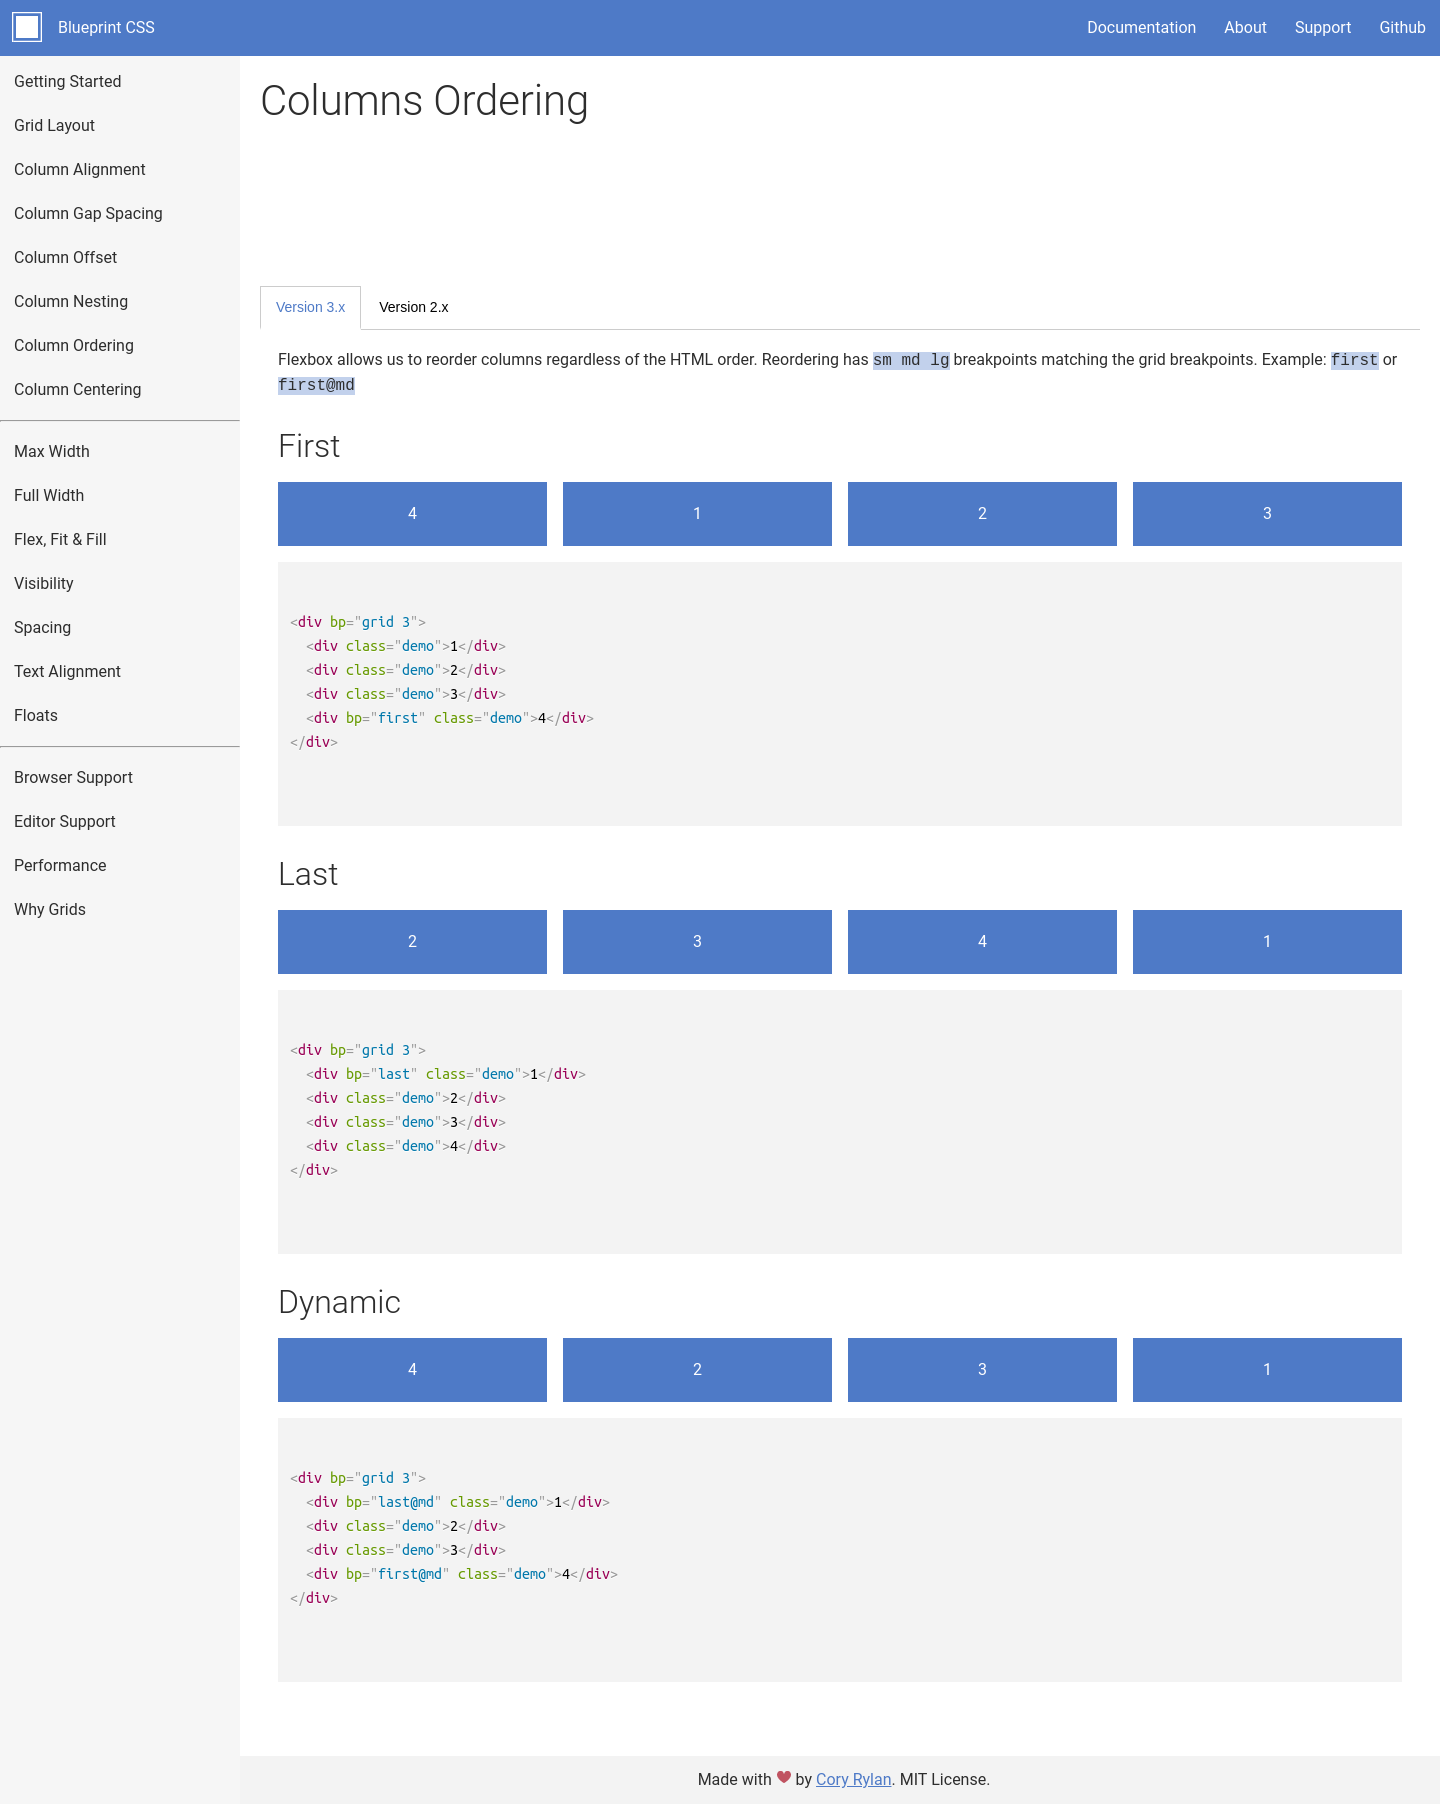 Blueprint CSS
Documentation
About
Support
Github
Getting Started
Grid Layout
Column Alignment
Column Gap Spacing
Column Offset
Column Nesting
Column Ordering
Column Centering
Max Width
Full Width
Flex, Fit & Fill
Visibility
Spacing
Text Alignment
Floats
Browser Support
Editor Support
Performance
Why Grids
Columns Ordering
Version 3.x
Version 2.x
Flexbox allows us to reorder columns regardless of the HTML order. Reordering has sm md lg breakpoints matching the grid breakpoints. Example: first or
first@md
First
4
1
2
3
<div bp="grid 3">
  <div class="demo">1</div>
  <div class="demo">2</div>
  <div class="demo">3</div>
  <div bp="first" class="demo">4</div>
</div>
Last
2
3
4
1
<div bp="grid 3">
  <div bp="last" class="demo">1</div>
  <div class="demo">2</div>
  <div class="demo">3</div>
  <div class="demo">4</div>
</div>
Dynamic
4
2
3
1
<div bp="grid 3">
  <div bp="last@md" class="demo">1</div>
  <div class="demo">2</div>
  <div class="demo">3</div>
  <div bp="first@md" class="demo">4</div>
</div>
Made with ❤ by Cory Rylan. MIT License.